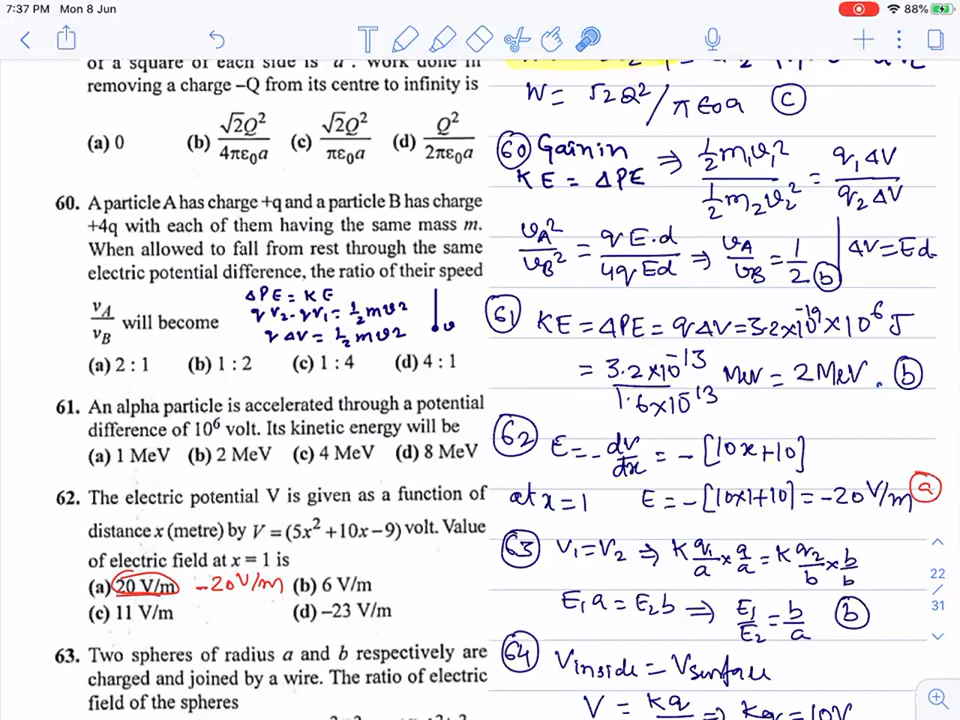 7:37 PM Mon 8 Jun
88%
of a square of each side is 'a'. Work done in
removing a charge –Q from its centre to infinity is
(a) 0 (b) √2Q²/4πε₀a (c) √2Q²/πε₀a (d) Q²/2πε₀a
60. A particle A has charge +q and a particle B has charge
+4q with each of them having the same mass m.
When allowed to fall from rest through the same
electric potential difference, the ratio of their speed
v_A/v_B will become
ΔPE = KE
qV₂ - qV₁ = ½mv²
qΔV = ½mv²
v
(a) 2 : 1 (b) 1 : 2 (c) 1 : 4 (d) 4 : 1
61. An alpha particle is accelerated through a potential
difference of 10⁶ volt. Its kinetic energy will be
(a) 1 MeV (b) 2 MeV (c) 4 MeV (d) 8 MeV
62. The electric potential V is given as a function of
distance x (metre) by V = (5x² + 10x – 9) volt. Value
of electric field at x = 1 is
(a) 20 V/m -20V/m (b) 6 V/m
(c) 11 V/m (d) –23 V/m
63. Two spheres of radius a and b respectively are
charged and joined by a wire. The ratio of electric
field of the spheres
W = √2Q²/πε₀a (c)
60 Gain in
KE = ΔPE ⇒ ½m₁v₁²/½m₂v₂² = q₁ΔV/q₂ΔV
v_A²/v_B² = qE.d/4qEd ⇒ v_A/v_B = 1/2 (b) ΔV = Ed
61 KE = ΔPE = qΔV = 3.2×10⁻¹⁹×10⁶ J
= 3.2×10⁻¹³/1.6×10⁻¹³ MeV = 2MeV. (b)
62 E = -dv/dx = -[10x+10]
at x=1 E = -[10×1+10] = -20V/m (a)
63 V₁=V₂ ⇒ K q₁/a × a/a = K q₂/b × b/b
E₁a = E₂b ⇒ E₁/E₂ = b/a (b)
64 Vinside = Vsurface
22
/
31